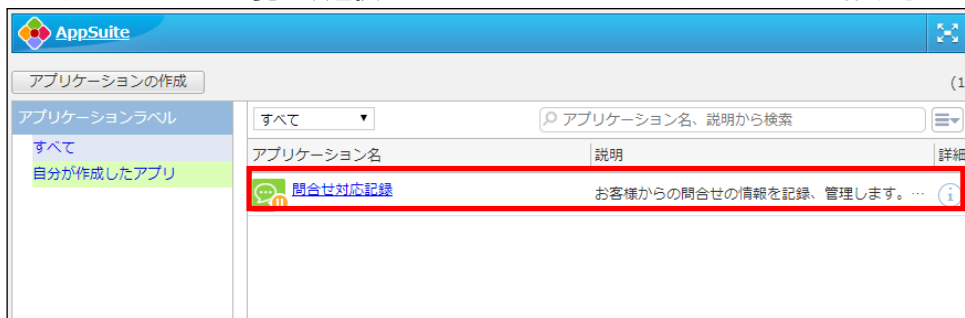 AppSuite
アプリケーションの作成
(1
アプリケーションラベル
すべて
自分が作成したアプリ
すべて
アプリケーション名、説明から検索
アプリケーション名
説明
詳細
問合せ対応記録
お客様からの問合せの情報を記録、管理します。…